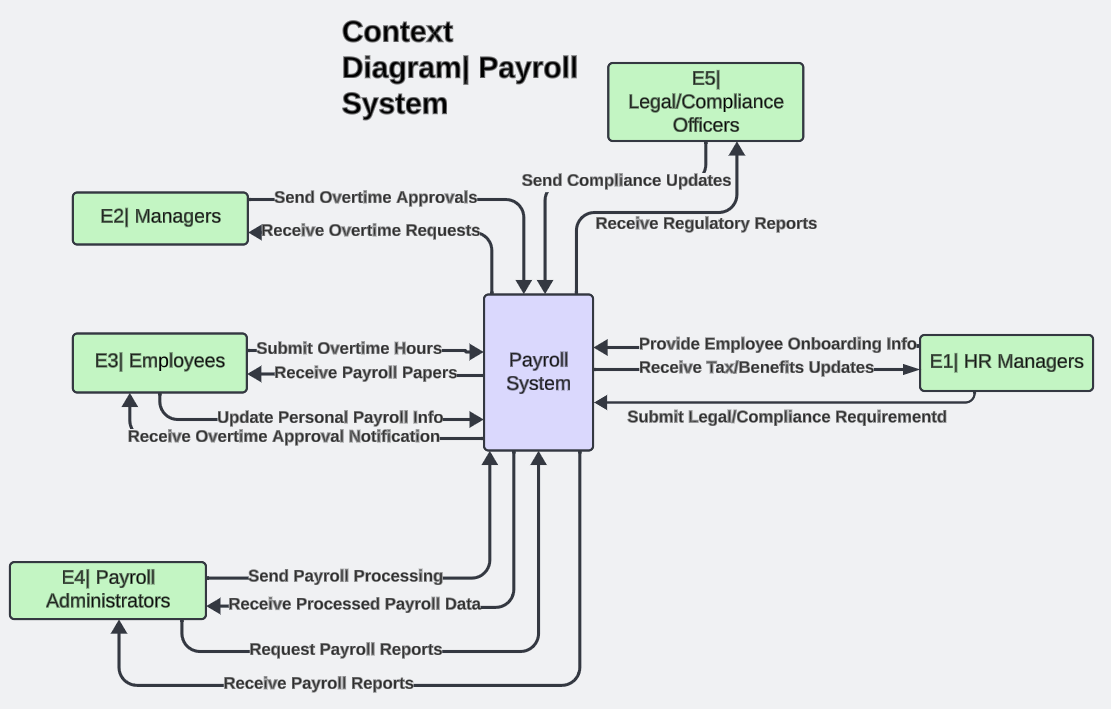 Context
Diagram| Payroll
System
E5|
Legal/Compliance
Officers
Send Compliance Updates
Receive Regulatory Reports
E2| Managers
Send Overtime Approvals
Receive Overtime Requests
E3| Employees
Submit Overtime Hours
Receive Payroll Papers
Update Personal Payroll Info
Receive Overtime Approval Notification
Payroll
System
Provide Employee Onboarding Info
Receive Tax/Benefits Updates
Submit Legal/Compliance Requirementd
E1| HR Managers
E4| Payroll
Administrators
Send Payroll Processing
Receive Processed Payroll Data
Request Payroll Reports
Receive Payroll Reports